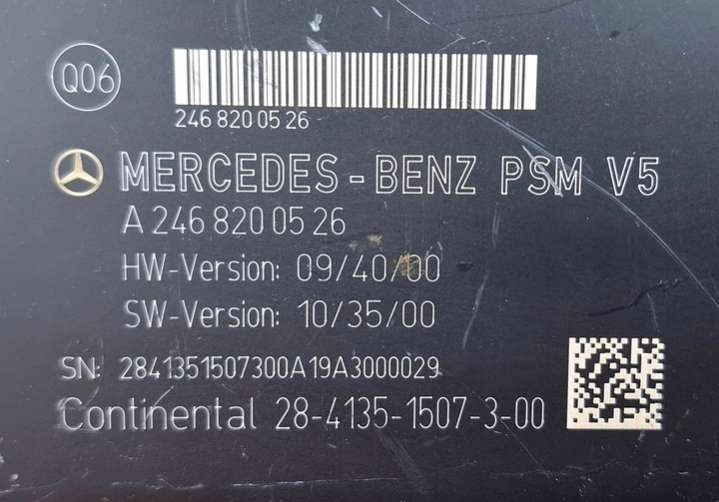 Q06
246 820 05 26
MERCEDES-BENZ PSM V5
A 246 820 05 26
HW-Version: 09/40/00
SW-Version: 10/35/00
SN: 2841351507300A19A3000029
Continental 28-4135-1507-3-00